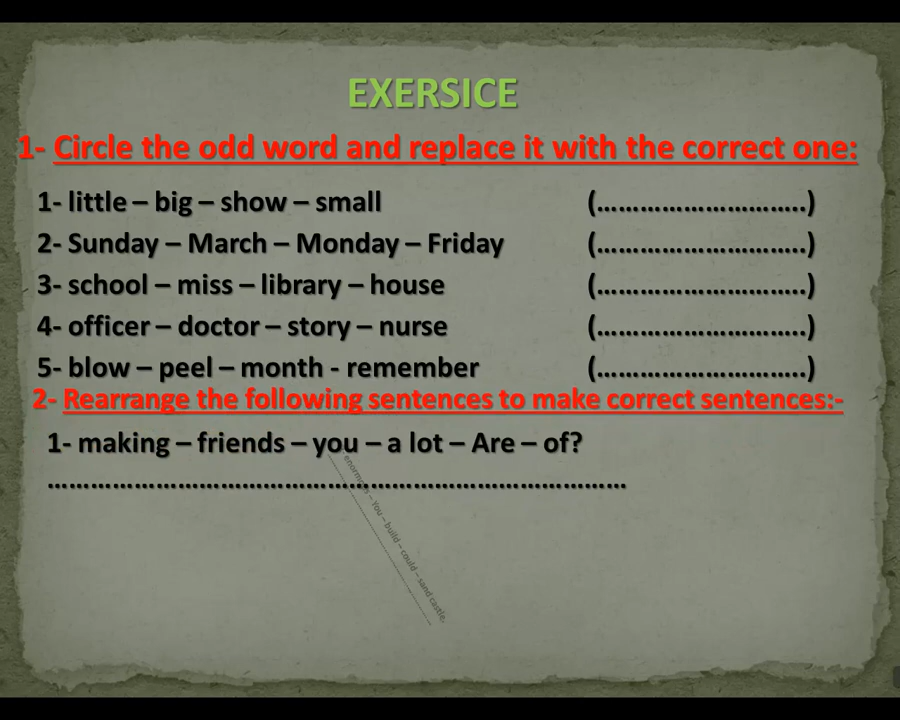 EXERSICE
1- Circle the odd word and replace it with the correct one:
1- little – big – show – small (………………………..)
2- Sunday – March – Monday – Friday (………………………..)
3- school – miss – library – house (………………………..)
4- officer – doctor – story – nurse (………………………..)
5- blow – peel – month - remember (………………………..)
2- Rearrange the following sentences to make correct sentences:-
1- making – friends – you – a lot – Are – of?
………………………………………………………………………
enormous – You – build – could – sand castle.